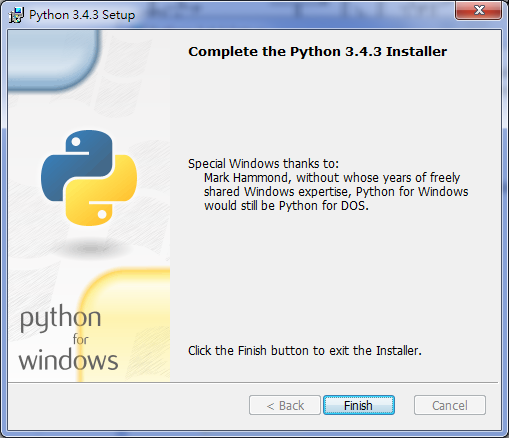 Python 3.4.3 Setup
Complete the Python 3.4.3 Installer
Special Windows thanks to:
Mark Hammond, without whose years of freely
shared Windows expertise, Python for Windows
would still be Python for DOS.
python
for
windows
Click the Finish button to exit the Installer.
< Back
Finish
Cancel